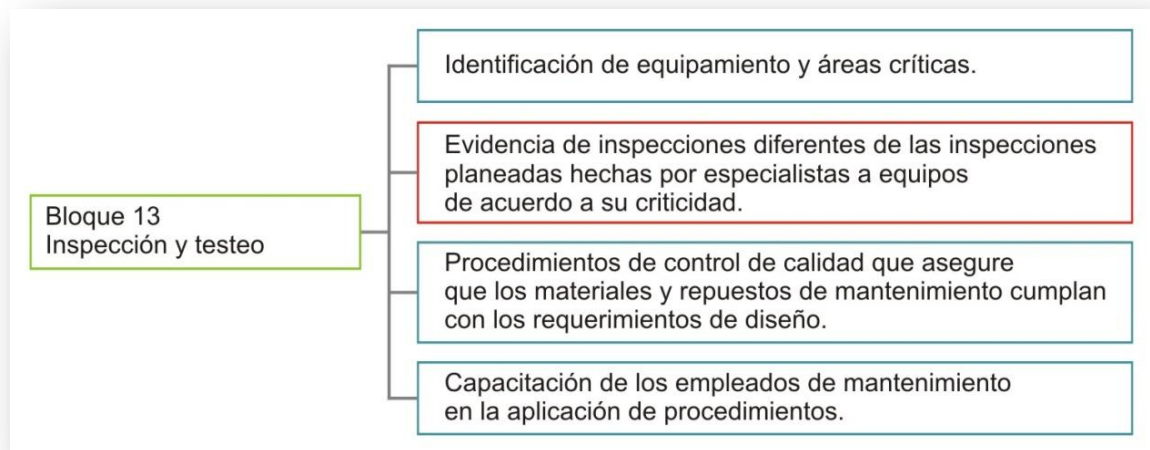 Bloque 13
Inspección y testeo
Identificación de equipamiento y áreas críticas.
Evidencia de inspecciones diferentes de las inspecciones
planeadas hechas por especialistas a equipos
de acuerdo a su criticidad.
Procedimientos de control de calidad que asegure
que los materiales y repuestos de mantenimiento cumplan
con los requerimientos de diseño.
Capacitación de los empleados de mantenimiento
en la aplicación de procedimientos.